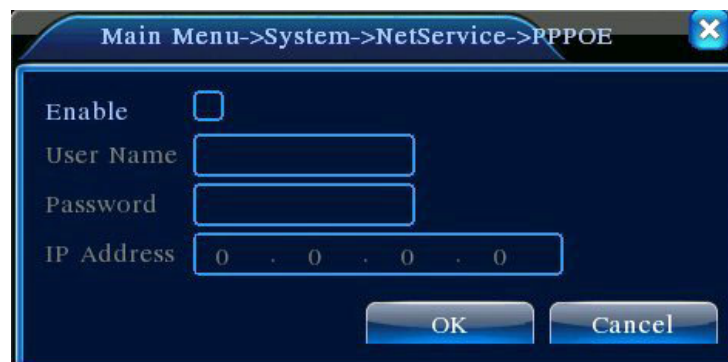 Main Menu->System->NetService->PPPOE
Enable
User Name
Password
IP Address 0 . 0 . 0 . 0
OK Cancel